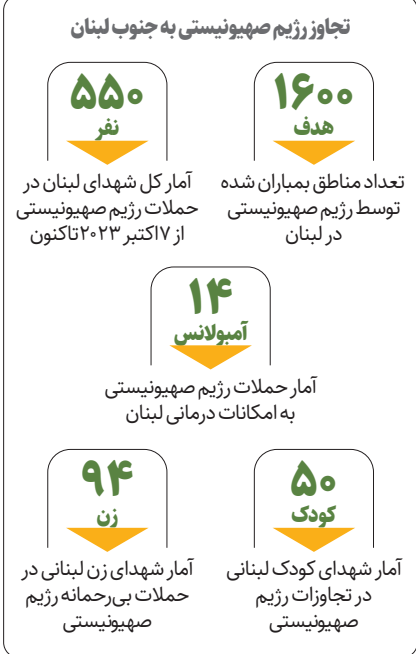 تجاوز رژیم صهیونیستی به جنوب لبنان
۱۶۰۰
هدف
تعداد مناطق بمباران شده
توسط رژیم صهیونیستی
در لبنان
۵۵۰
نفر
آمار کل شهدای لبنان در
حملات رژیم صهیونیستی
از ۷اکتبر ۲۰۲۳تاکنون
۱۴
آمبولانس
آمار حملات رژیم صهیونیستی
به امکانات درمانی لبنان
۵۰
کودک
آمار شهدای کودک لبنانی
در تجاوزات رژیم
صهیونیستی
۹۴
زن
آمار شهدای زن لبنانی در
حملات بی‌رحمانه رژیم
صهیونیستی